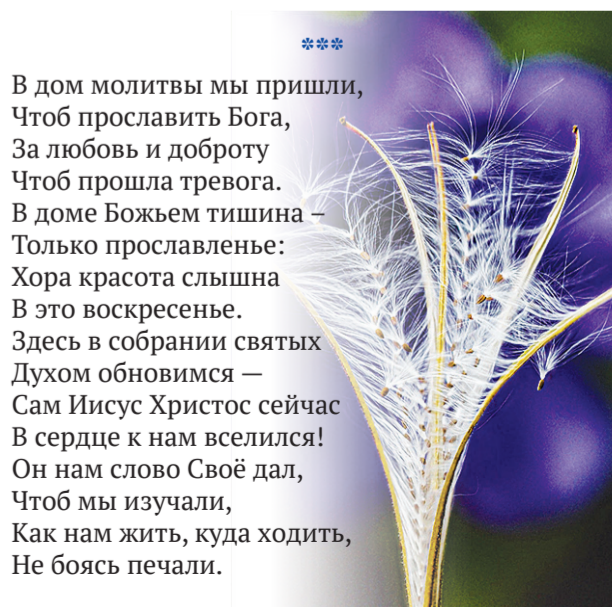 ***
В дом молитвы мы пришли,
Чтоб прославить Бога,
За любовь и доброту
Чтоб прошла тревога.
В доме Божьем тишина –
Только прославленье:
Хора красота слышна
В это воскресенье.
Здесь в собрании святых
Духом обновимся —
Сам Иисус Христос сейчас
В сердце к нам вселился!
Он нам слово Своё дал,
Чтоб мы изучали,
Как нам жить, куда ходить,
Не боясь печали.